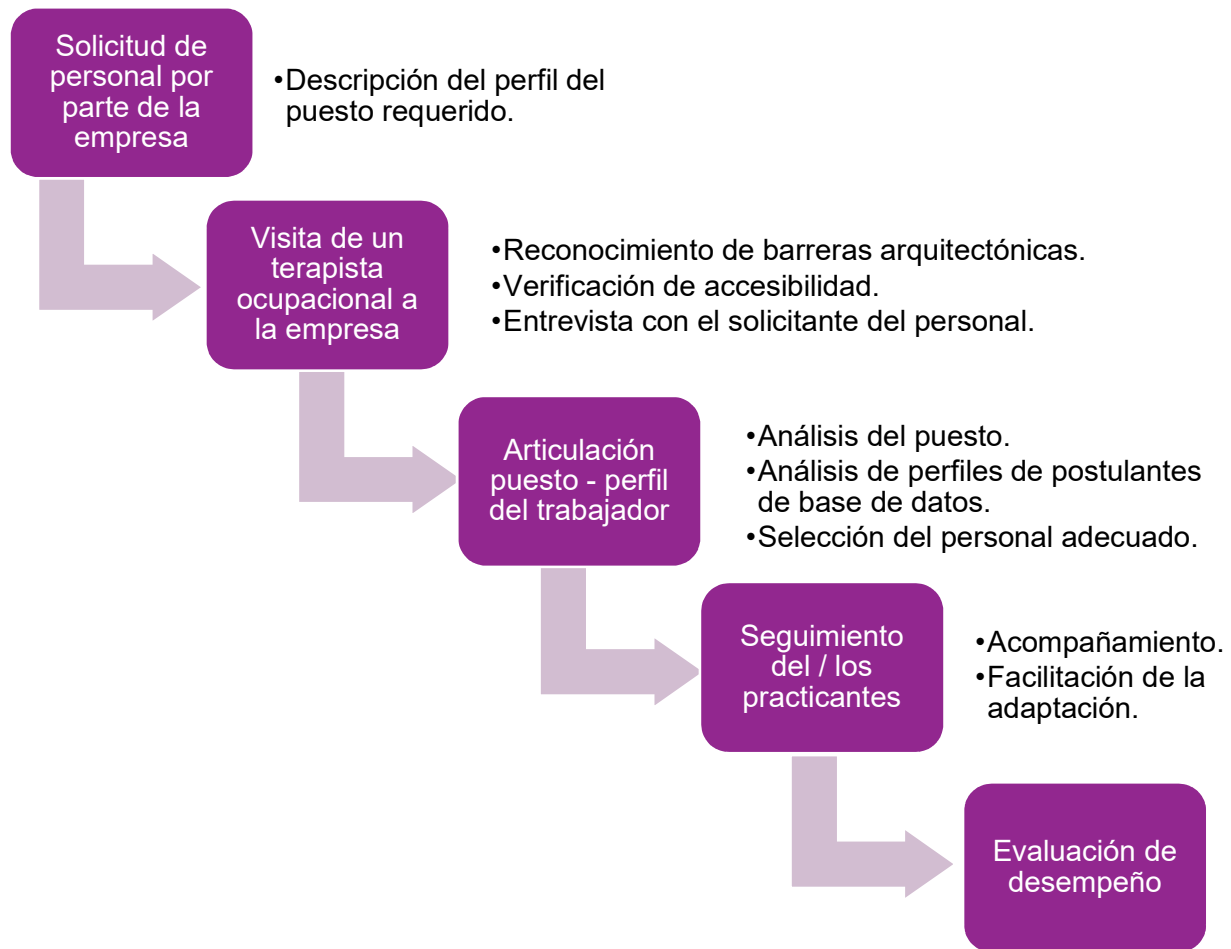 Solicitud de
personal por
parte de la
empresa
•Descripción del perfil del
puesto requerido.
Visita de un
terapista
ocupacional a
la empresa
•Reconocimiento de barreras arquitectónicas.
•Verificación de accesibilidad.
•Entrevista con el solicitante del personal.
Articulación
puesto - perfil
del trabajador
•Análisis del puesto.
•Análisis de perfiles de postulantes
de base de datos.
•Selección del personal adecuado.
Seguimiento
del / los
practicantes
•Acompañamiento.
•Facilitación de la
adaptación.
Evaluación de
desempeño